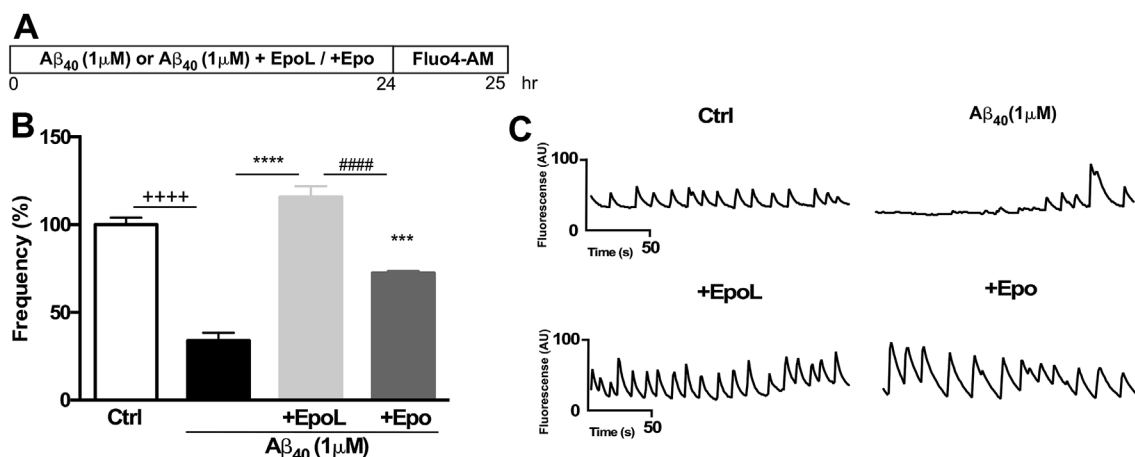 A
Aβ40 (1μM) or Aβ40 (1μM) + EpoL / +Epo Fluo4-AM
0 24 25 hr
B
150
100
50
0
Frequency (%)
++++
****
####
***
Ctrl
+EpoL
+Epo
Aβ40 (1μM)
C
Ctrl
Aβ40(1μM)
100
0
Fluorescense (AU)
Time (s) 50
+EpoL
+Epo
100
0
Fluorescense (AU)
Time (s) 50